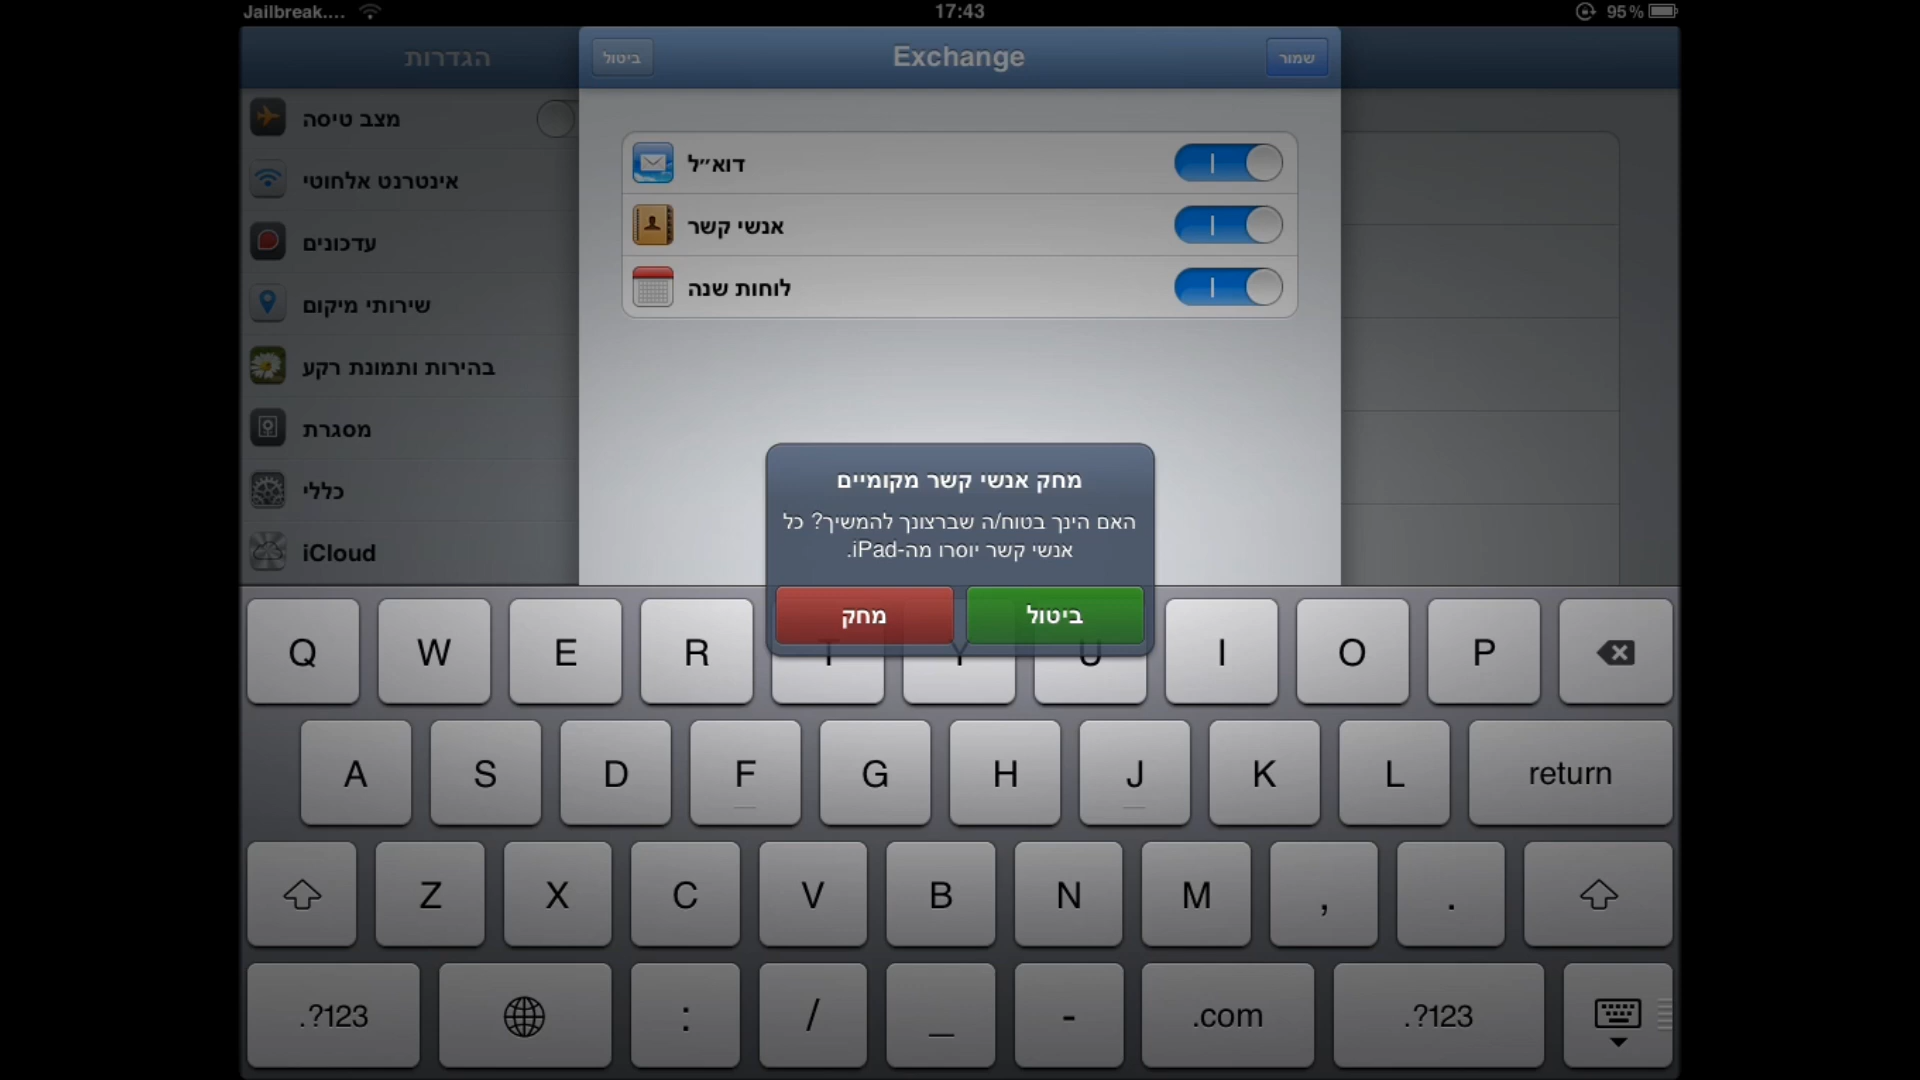 Jailbreak.... 17:43 95%
הגדרות
ביטול Exchange שמור
מצב טיסה
אינטרנט אלחוטי
עדכונים
שירותי מיקום
בהירות ותמונת רקע
מסגרת
כללי
iCloud
דוא״ל
אנשי קשר
לוחות שנה
מחק אנשי קשר מקומיים
האם הינך בטוח/ה שברצונך להמשיך? כל
אנשי קשר יוסרו מה-iPad.
מחק ביטול
Q W E R T Y U I O P
A S D F G H J K L return
Z X C V B N M , .
.?123 : / _ - .com .?123